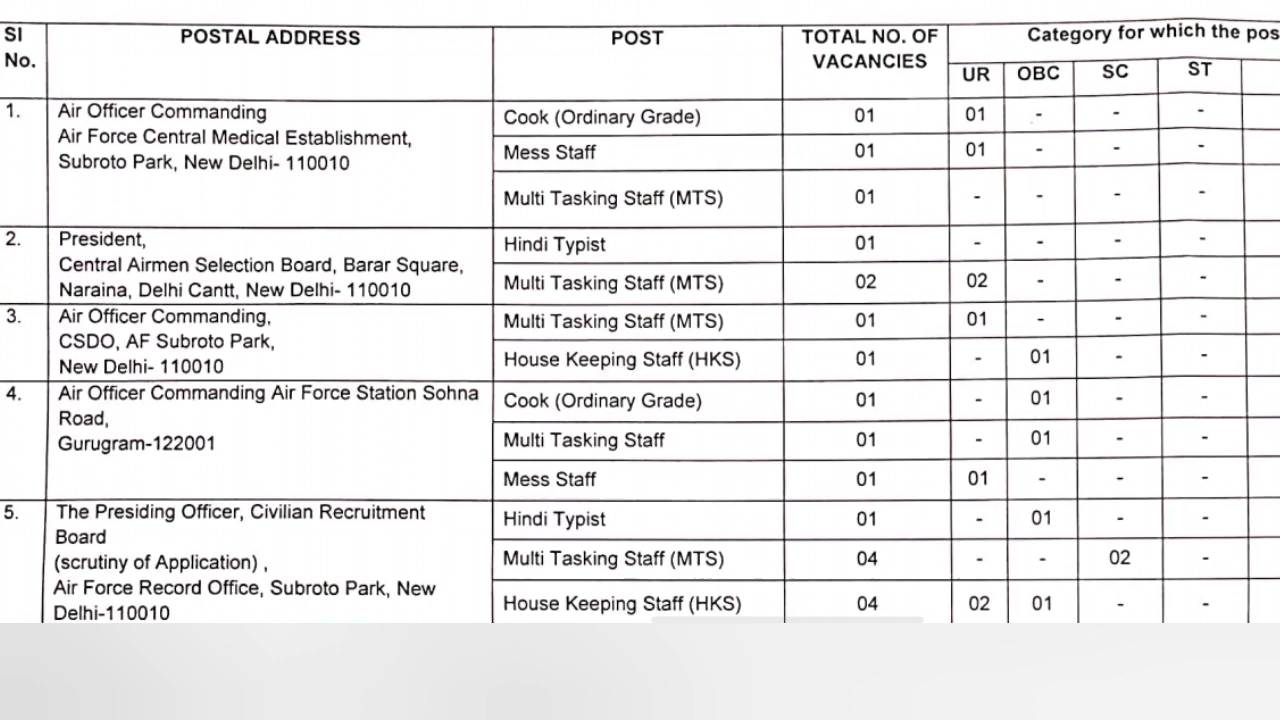 SI No. POSTAL ADDRESS POST TOTAL NO. OF VACANCIES Category for which the pos
UR OBC SC ST
1. Air Officer Commanding
Air Force Central Medical Establishment,
Subroto Park, New Delhi- 110010
Cook (Ordinary Grade) 01 01 - - -
Mess Staff 01 01 - - -
Multi Tasking Staff (MTS) 01 - - - -
2. President,
Central Airmen Selection Board, Barar Square,
Naraina, Delhi Cantt, New Delhi- 110010
Hindi Typist 01 - - - -
Multi Tasking Staff (MTS) 02 02 - - -
3. Air Officer Commanding,
CSDO, AF Subroto Park,
New Delhi- 110010
Multi Tasking Staff (MTS) 01 01 - - -
House Keeping Staff (HKS) 01 - 01 - -
4. Air Officer Commanding Air Force Station Sohna
Road,
Gurugram-122001
Cook (Ordinary Grade) 01 - 01 - -
Multi Tasking Staff 01 - 01 - -
Mess Staff 01 01 - - -
5. The Presiding Officer, Civilian Recruitment
Board
(scrutiny of Application) ,
Air Force Record Office, Subroto Park, New
Delhi-110010
Hindi Typist 01 - 01 - -
Multi Tasking Staff (MTS) 04 - - 02 -
House Keeping Staff (HKS) 04 02 01 - -